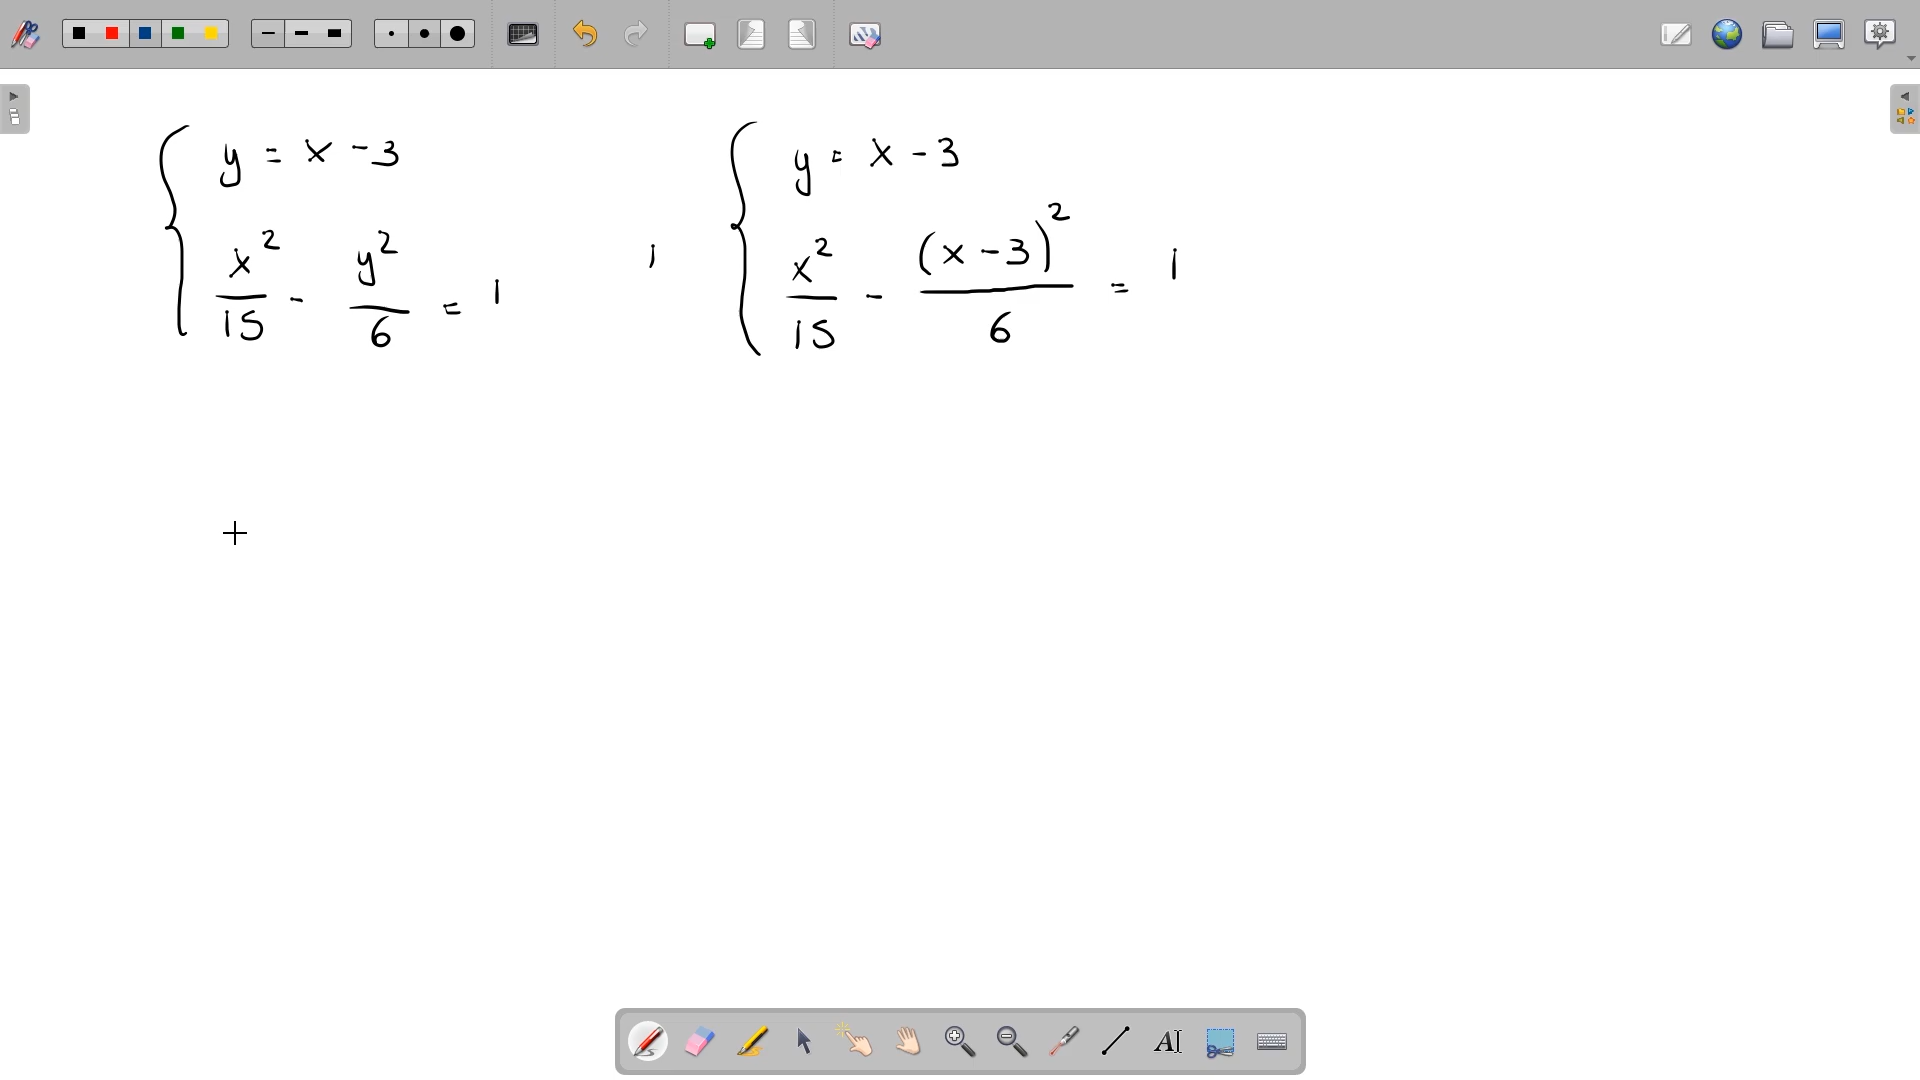 y = x - 3
x² / 15 - y² / 6 = 1 ;
y = x - 3
x² / 15 - (x - 3)² / 6 = 1